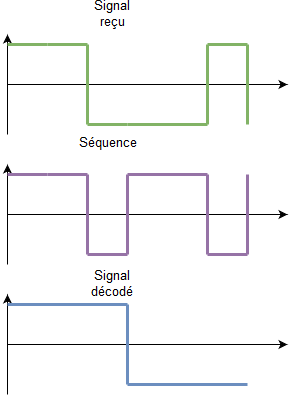 Signal
reçu
Séquence
Signal
décodé